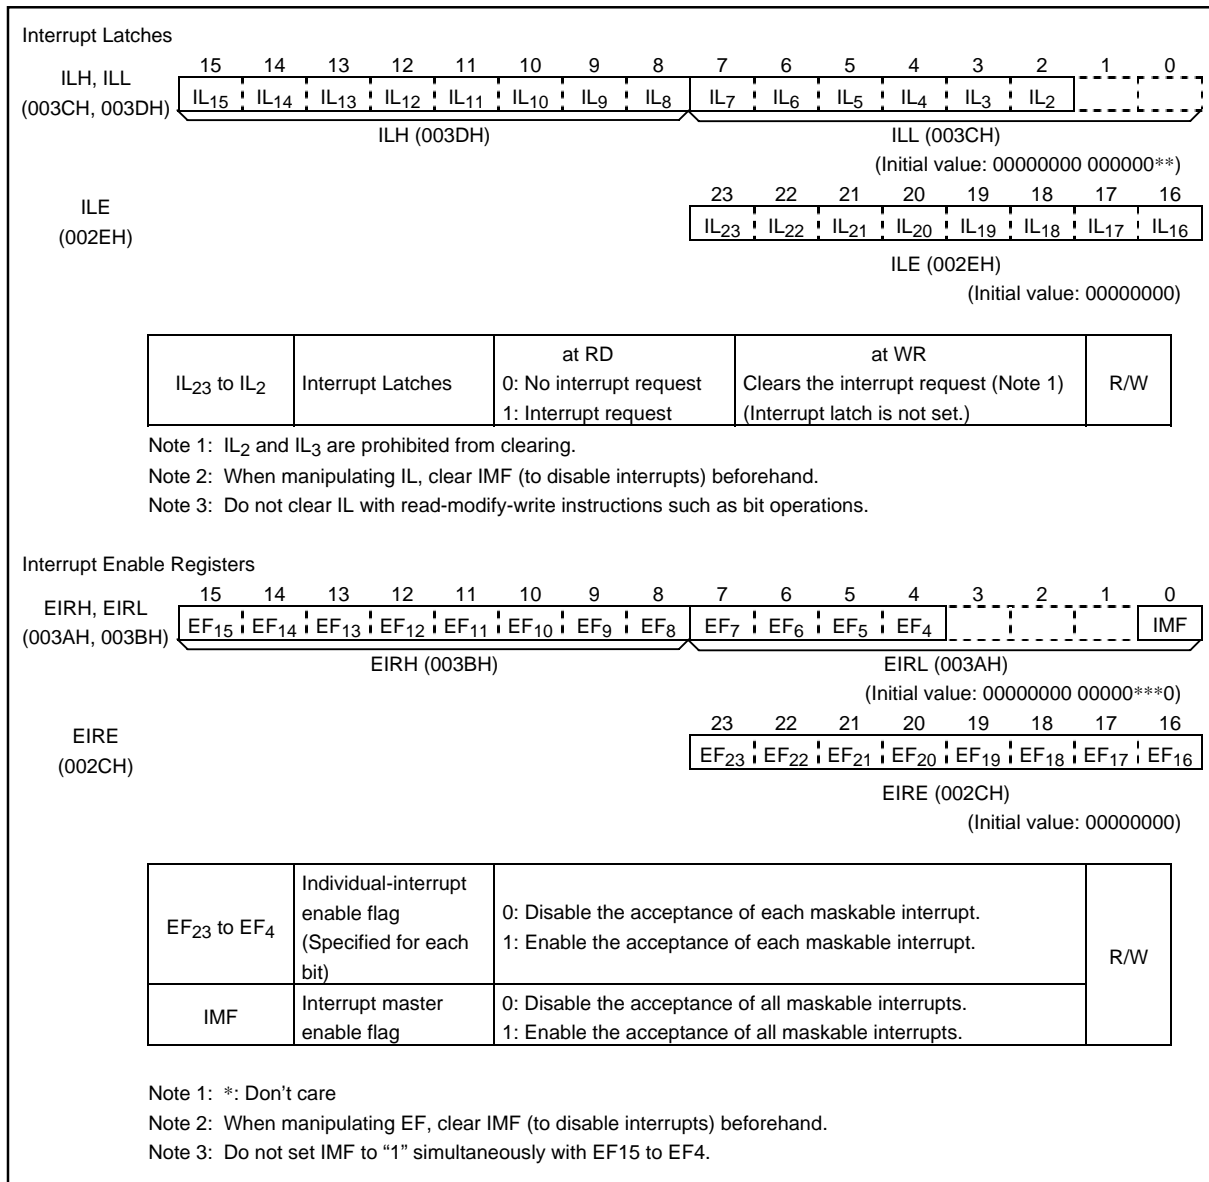 Interrupt Latches
15 14 13 12 11 10 9 8 7 6 5 4 3 2 1 0
ILH, ILL
(003CH, 003DH)
IL15 IL14 IL13 IL12 IL11 IL10 IL9 IL8 IL7 IL6 IL5 IL4 IL3 IL2
ILH (003DH) ILL (003CH)
(Initial value: 00000000 000000**)
23 22 21 20 19 18 17 16
ILE
(002EH)
IL23 IL22 IL21 IL20 IL19 IL18 IL17 IL16
ILE (002EH)
(Initial value: 00000000)
IL23 to IL2
Interrupt Latches
at RD
0: No interrupt request
1: Interrupt request
at WR
Clears the interrupt request (Note 1)
(Interrupt latch is not set.)
R/W
Note 1: IL2 and IL3 are prohibited from clearing.
Note 2: When manipulating IL, clear IMF (to disable interrupts) beforehand.
Note 3: Do not clear IL with read-modify-write instructions such as bit operations.
Interrupt Enable Registers
15 14 13 12 11 10 9 8 7 6 5 4 3 2 1 0
EIRH, EIRL
(003AH, 003BH)
EF15 EF14 EF13 EF12 EF11 EF10 EF9 EF8 EF7 EF6 EF5 EF4 IMF
EIRH (003BH) EIRL (003AH)
(Initial value: 00000000 00000***0)
23 22 21 20 19 18 17 16
EIRE
(002CH)
EF23 EF22 EF21 EF20 EF19 EF18 EF17 EF16
EIRE (002CH)
(Initial value: 00000000)
EF23 to EF4
Individual-interrupt
enable flag
(Specified for each
bit)
0: Disable the acceptance of each maskable interrupt.
1: Enable the acceptance of each maskable interrupt.
R/W
IMF
Interrupt master
enable flag
0: Disable the acceptance of all maskable interrupts.
1: Enable the acceptance of all maskable interrupts.
Note 1: *: Don't care
Note 2: When manipulating EF, clear IMF (to disable interrupts) beforehand.
Note 3: Do not set IMF to “1” simultaneously with EF15 to EF4.